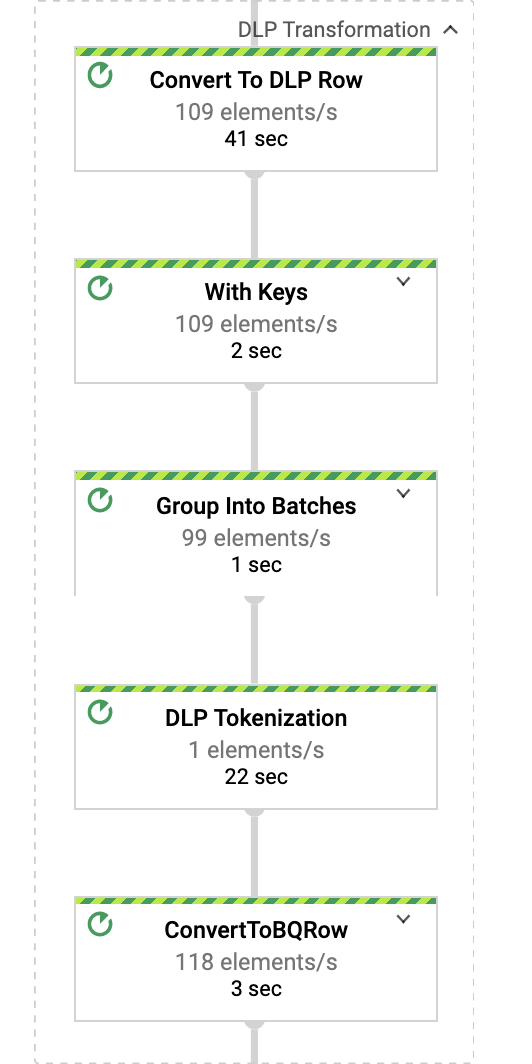 DLP Transformation
Convert To DLP Row
109 elements/s
41 sec
With Keys
109 elements/s
2 sec
Group Into Batches
99 elements/s
1 sec
DLP Tokenization
1 elements/s
22 sec
ConvertToBQRow
118 elements/s
3 sec